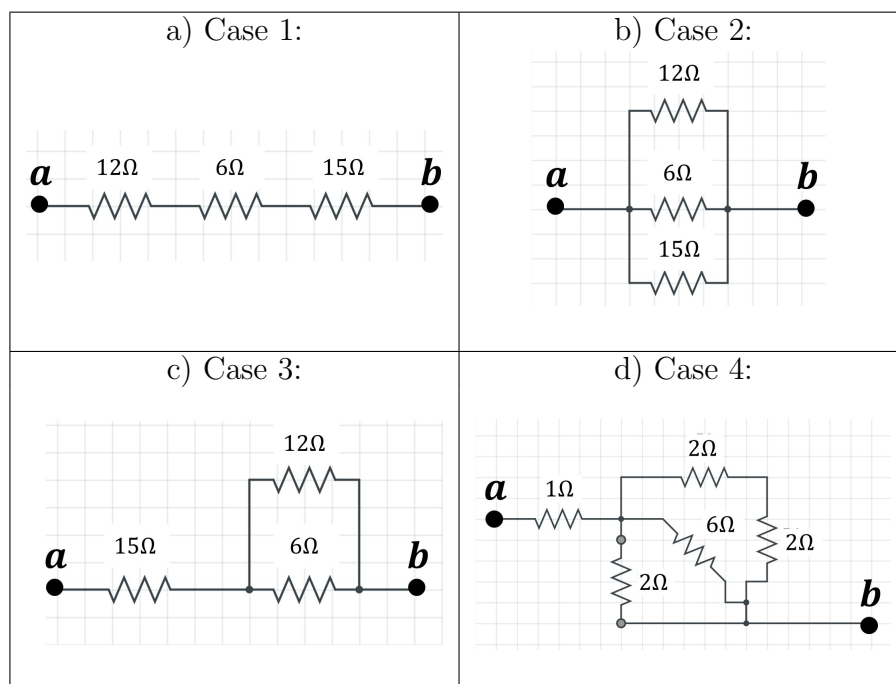 a) Case 1:
12Ω 6Ω 15Ω
a b
b) Case 2:
12Ω
6Ω
a b
15Ω
c) Case 3:
12Ω
15Ω 6Ω
a b
d) Case 4:
2Ω
a 1Ω
6Ω 2Ω
2Ω
b